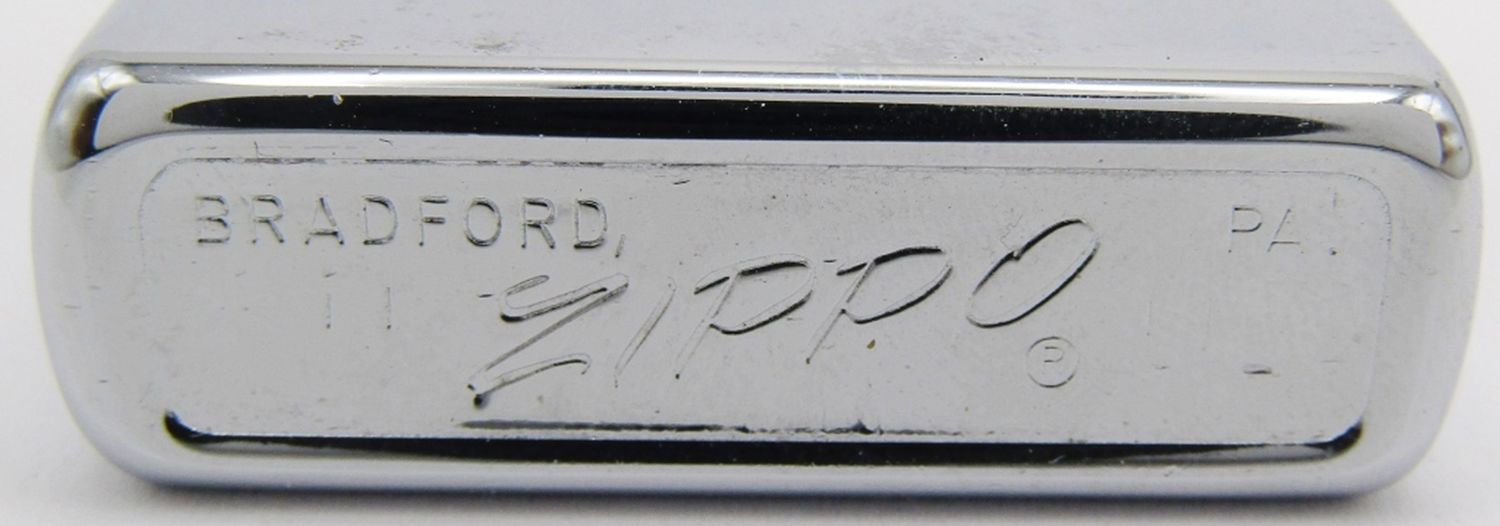 BRADFORD, PA.
| | ZIPPO
®